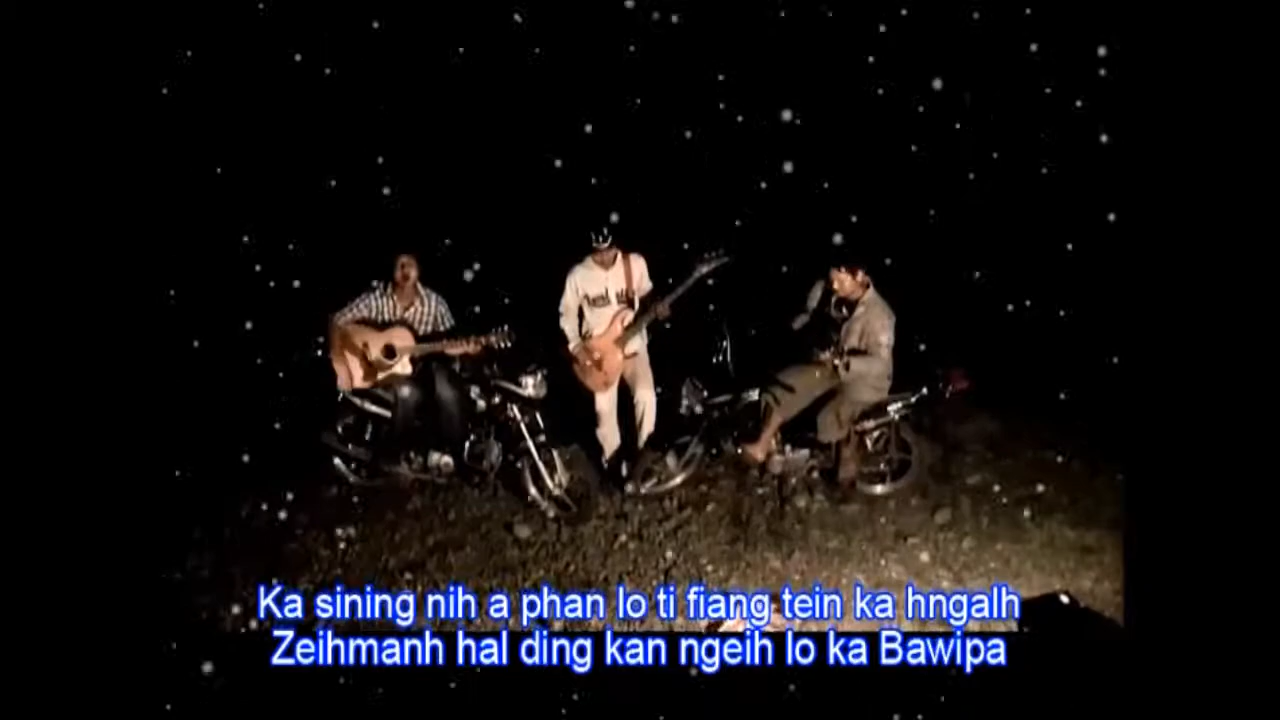 Ka sining nih a phan lo ti fiang tein ka hngalh
Zeihmanh hal ding kan ngeih lo ka Bawipa